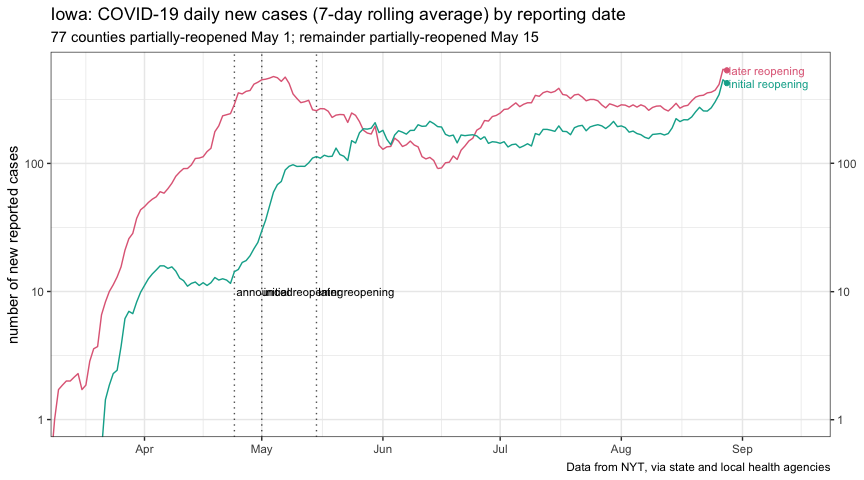 Iowa: COVID-19 daily new cases (7-day rolling average) by reporting date
77 counties partially-reopened May 1; remainder partially-reopened May 15
number of new reported cases
later reopening
initial reopening
100
100
10
10
1
1
later reopening
Apr
May
Jun
Jul
Aug
Sep
Data from NYT, via state and local health agencies